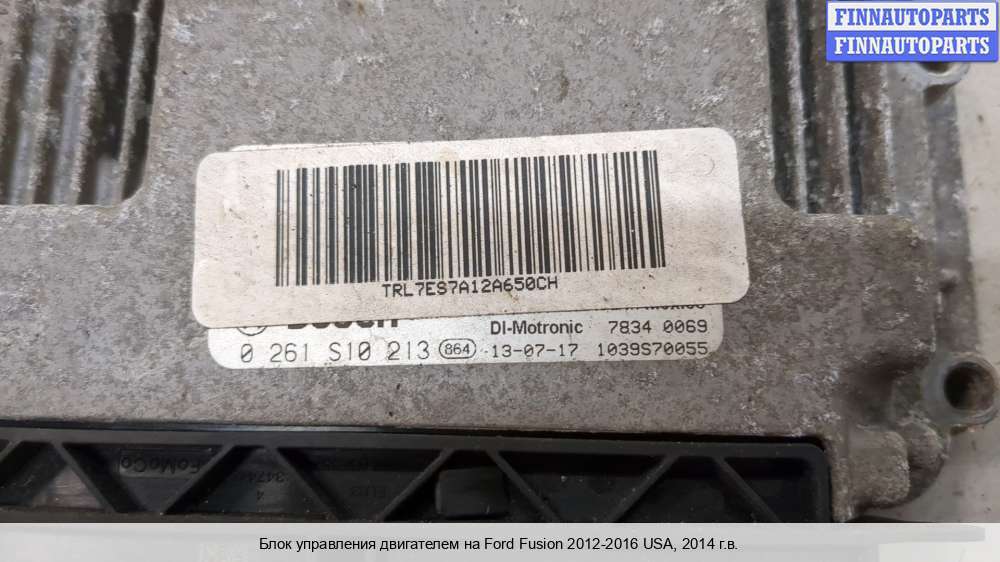 FINNAUTOPARTS
FINNAUTOPARTS
TRL7ES7A12A650CH
DI-Motronic 7834 0069
0 261 S10 213 864 13-07-17 1039S70055
FoMoCo
Блок управления двигателем на Ford Fusion 2012-2016 USA, 2014 г.в.